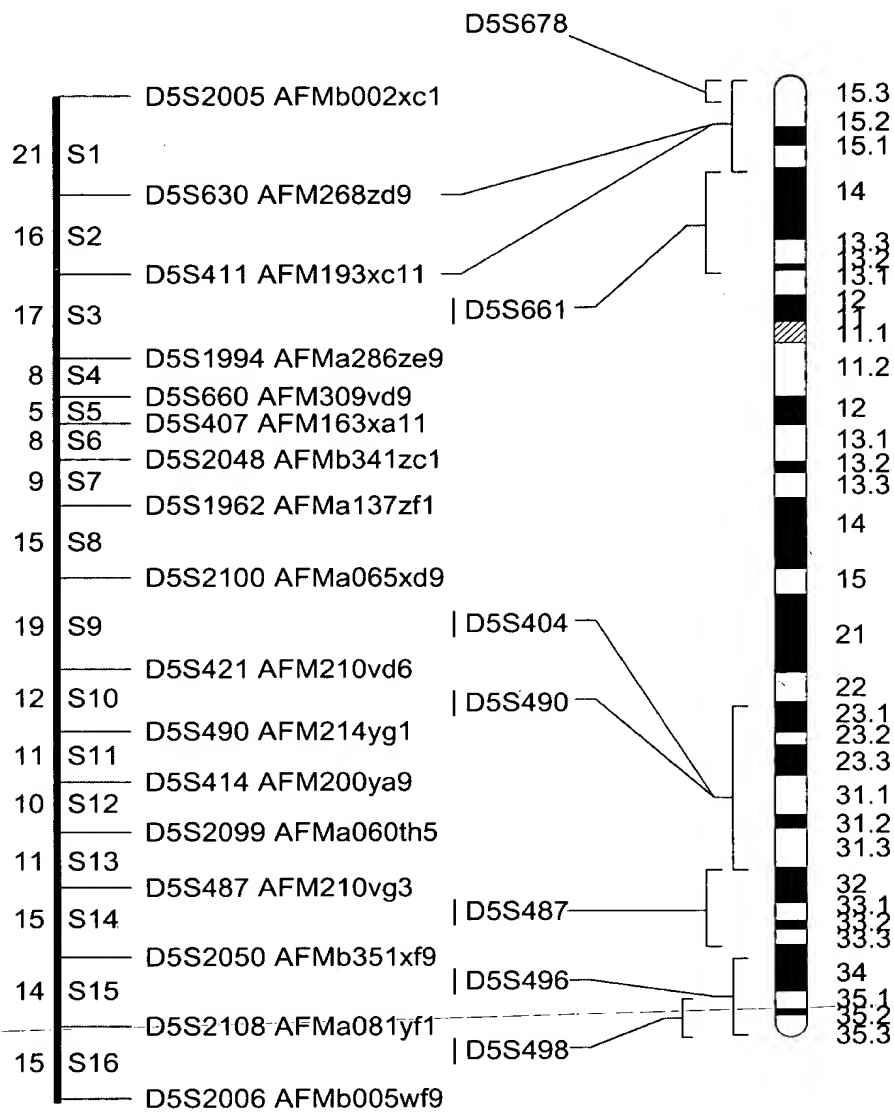 D5S678
D5S2005 AFMb002xc1
21 S1
D5S630 AFM268zd9
16 S2
D5S411 AFM193xc11
17 S3
D5S661
D5S1994 AFMa286ze9
8 S4
D5S660 AFM309vd9
5 S5
D5S407 AFM163xa11
8 S6
D5S2048 AFMb341zc1
9 S7
D5S1962 AFMa137zf1
15 S8
D5S2100 AFMa065xd9
19 S9
D5S404
D5S421 AFM210vd6
12 S10
D5S490
D5S490 AFM214yg1
11 S11
D5S414 AFM200ya9
10 S12
D5S2099 AFMa060th5
11 S13
D5S487 AFM210vg3
15 S14
D5S487
D5S2050 AFMb351xf9
14 S15
D5S496
D5S2108 AFMa081yf1
D5S498
15 S16
D5S2006 AFMb005wf9
15.3
15.2
15.1
14
13.3
13.2
13.1
12
11
11.1
11.2
12
13.1
13.2
13.3
14
15
21
22
23.1
23.2
23.3
31.1
31.2
31.3
32
33.1
33.2
33.3
34
35.1
35.2
35.3